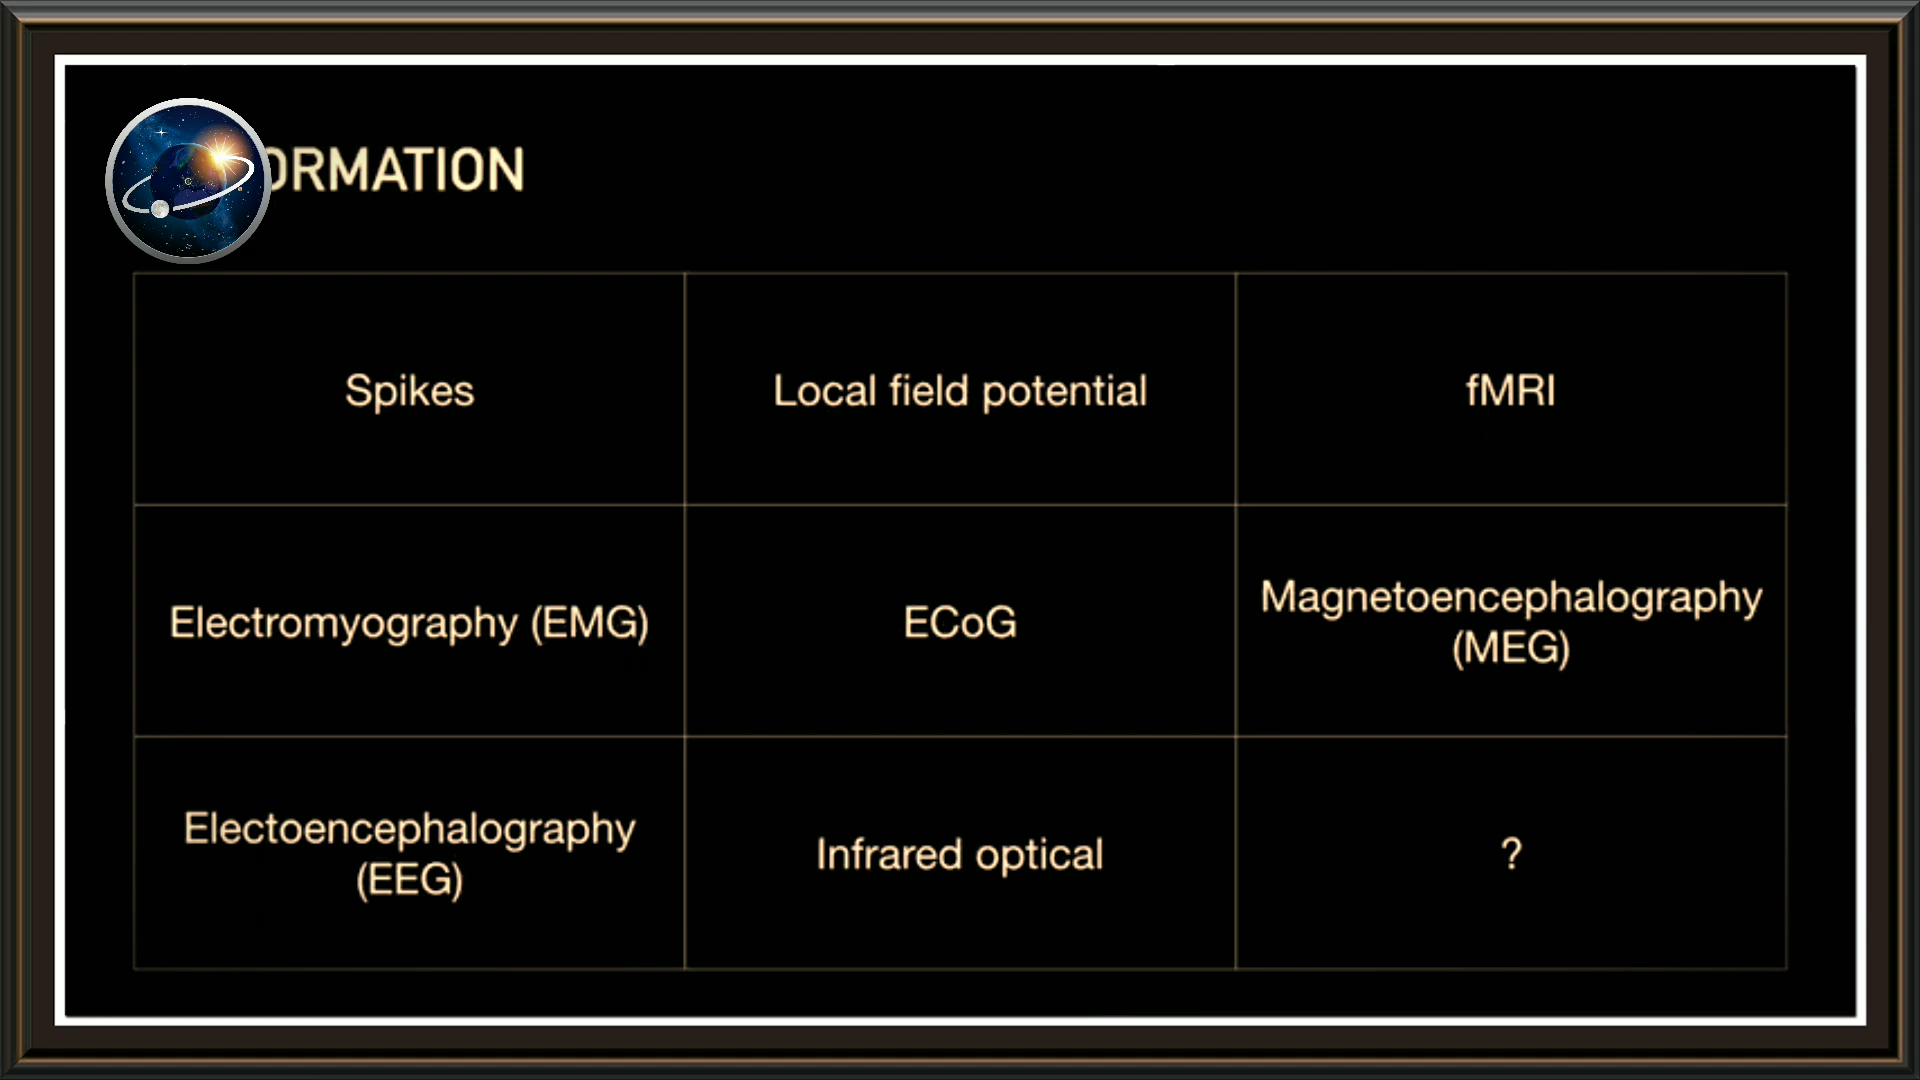 ORMATION
Spikes
Local field potential
fMRI
Electromyography (EMG)
ECoG
Magnetoencephalography
(MEG)
Electoencephalography
(EEG)
Infrared optical
?